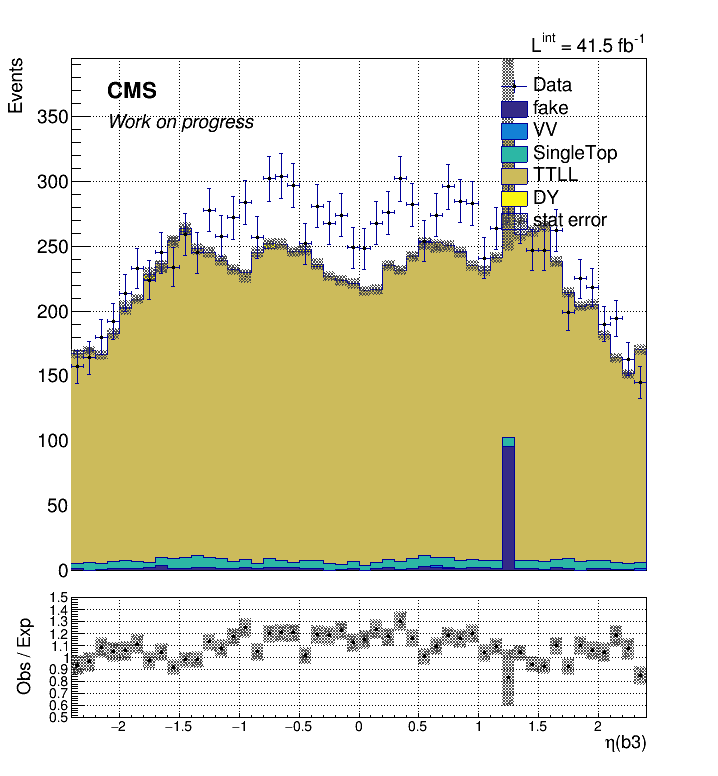 L^int = 41.5 fb^-1
Events
CMS
Work on progress
Data
fake
VV
SingleTop
TTLL
DY
stat error
350
300
250
200
150
100
50
0
Obs / Exp
1.5
1.4
1.3
1.2
1.1
1
0.9
0.8
0.7
0.6
0.5
−2 −1.5 −1 −0.5 0 0.5 1 1.5 2
η(b3)